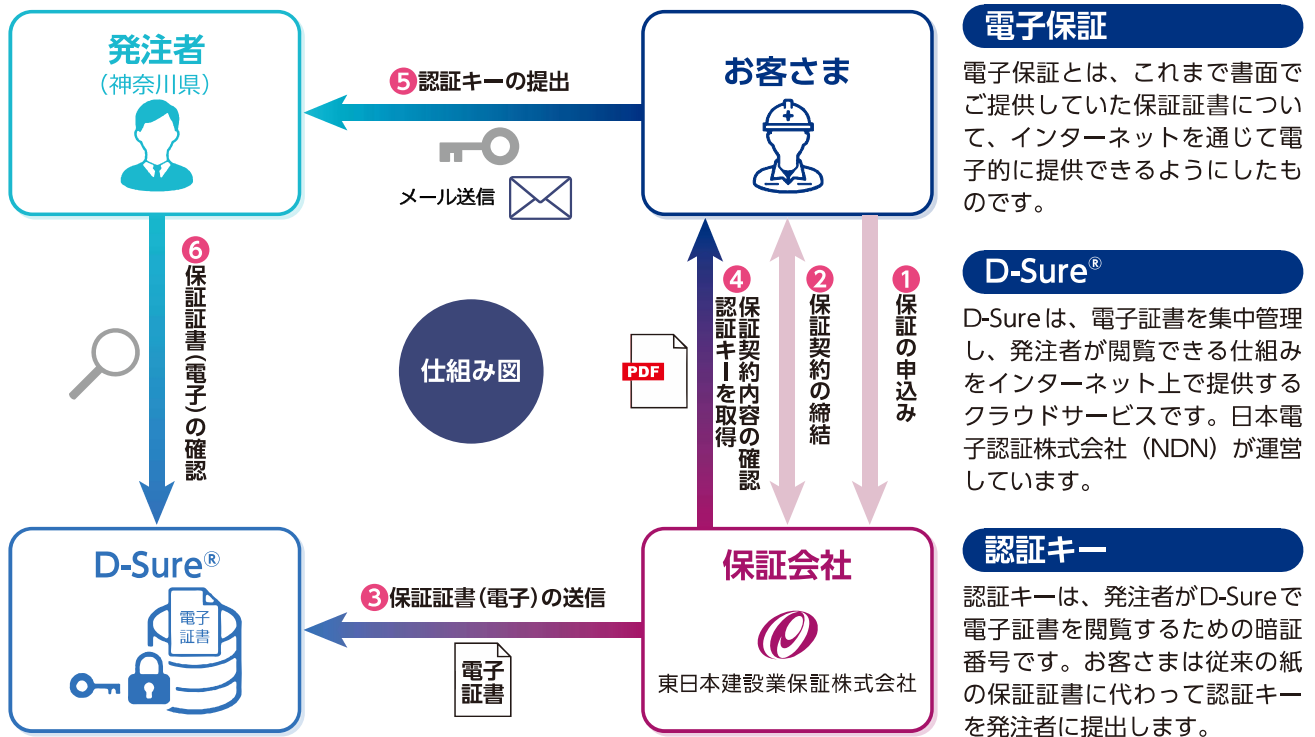 発注者
（神奈川県）
❺認証キーの提出
メール送信
お客さま
❻保証証書（電子）の確認
仕組み図
PDF
❹保証契約内容の確認
認証キーを取得
❷保証契約の締結
❶保証の申込み
D-Sure®
電子
証書
❸保証証書（電子）の送信
電子
証書
保証会社
東日本建設業保証株式会社
電子保証
電子保証とは、これまで書面で
ご提供していた保証証書につい
て、インターネットを通じて電
子的に提供できるようにしたも
のです。
D-Sure®
D-Sureは、電子証書を集中管理
し、発注者が閲覧できる仕組み
をインターネット上で提供する
クラウドサービスです。日本電
子認証株式会社（NDN）が運営
しています。
認証キー
認証キーは、発注者がD-Sureで
電子証書を閲覧するための暗証
番号です。お客さまは従来の紙
の保証証書に代わって認証キー
を発注者に提出します。